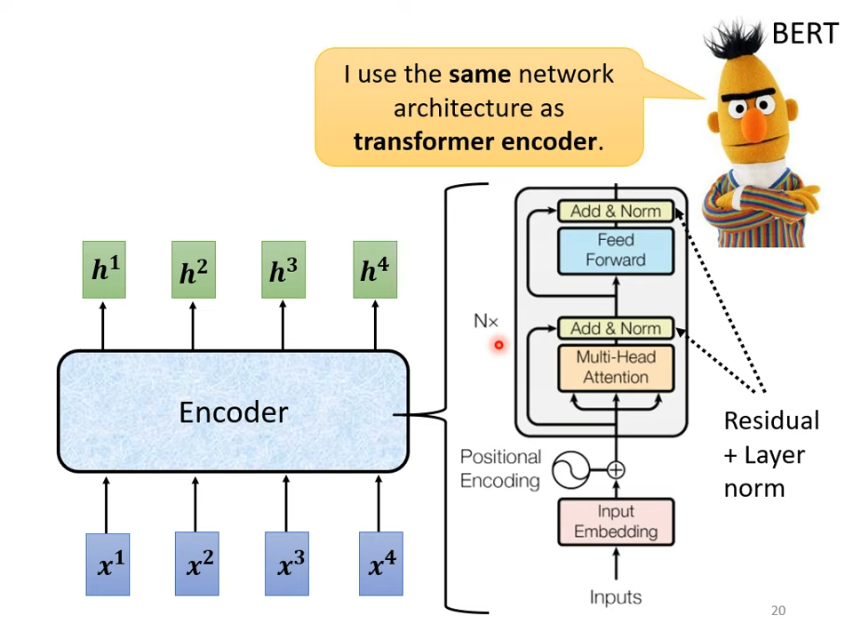 BERT
I use the same network
architecture as
transformer encoder.
h¹ h² h³ h⁴
Encoder
x¹ x² x³ x⁴
Add & Norm
Feed
Forward
N×
Add & Norm
Multi-Head
Attention
Positional
Encoding
Input
Embedding
Inputs
Residual
+ Layer
norm
20